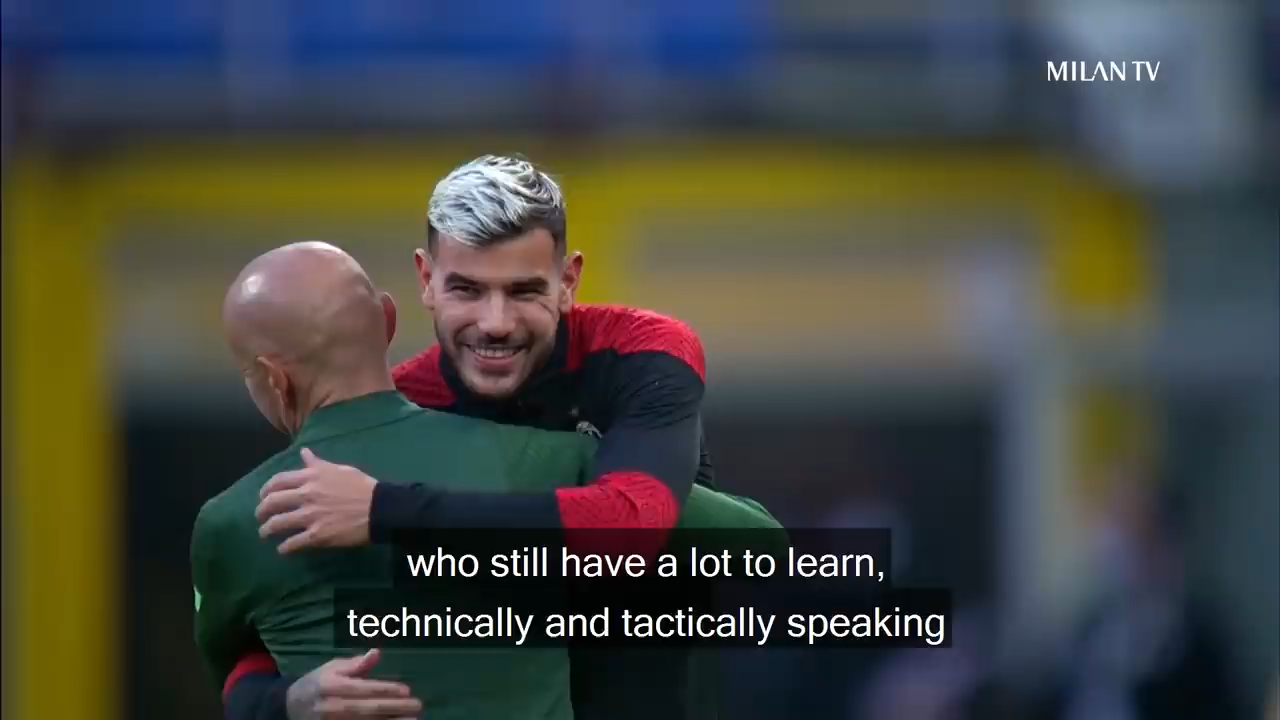 MILAN TV
who still have a lot to learn,
technically and tactically speaking